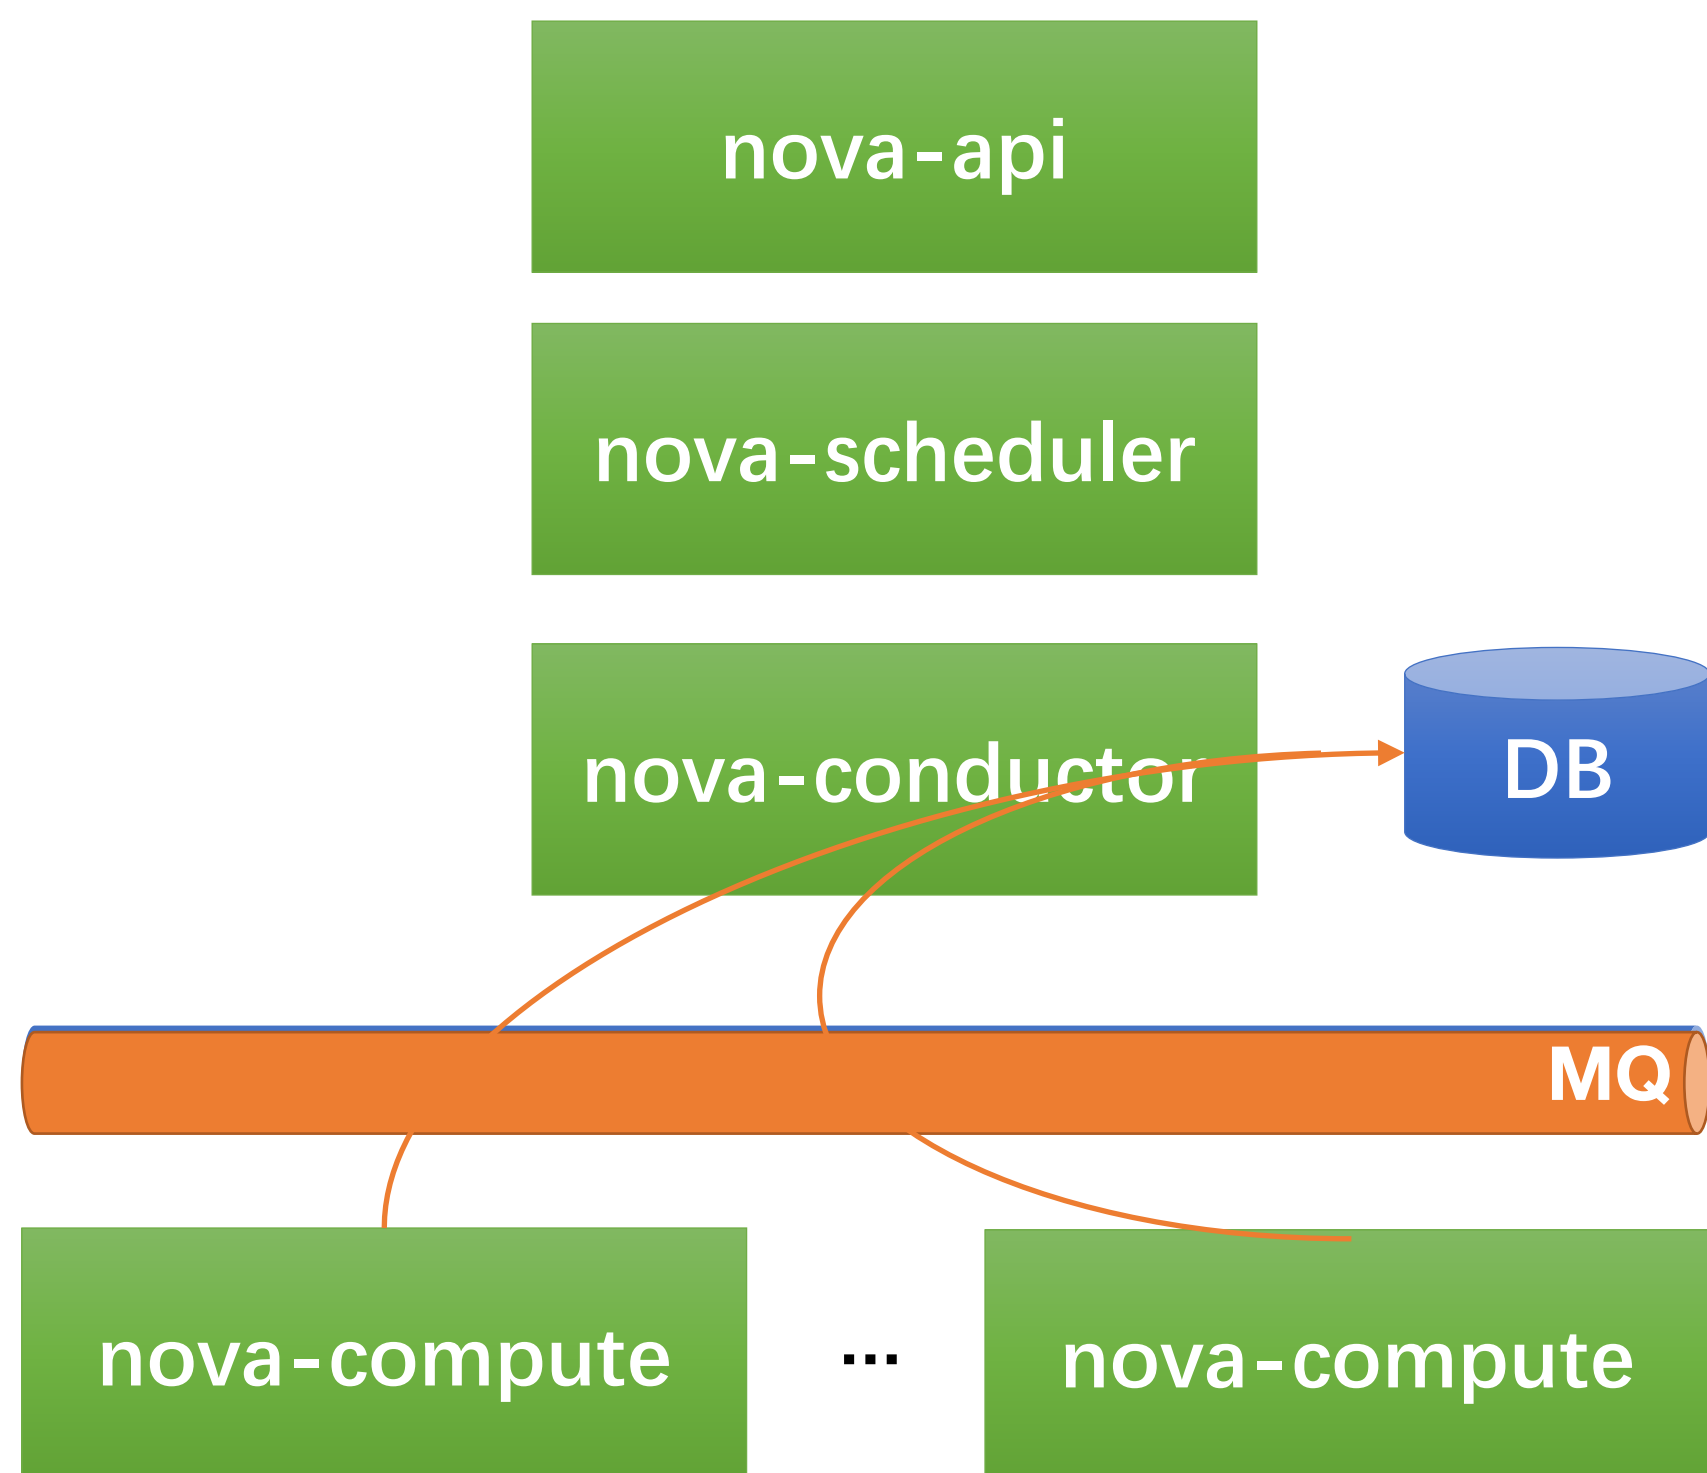 nova-api
nova-scheduler
nova-conductor
DB
MQ
nova-compute
...
nova-compute